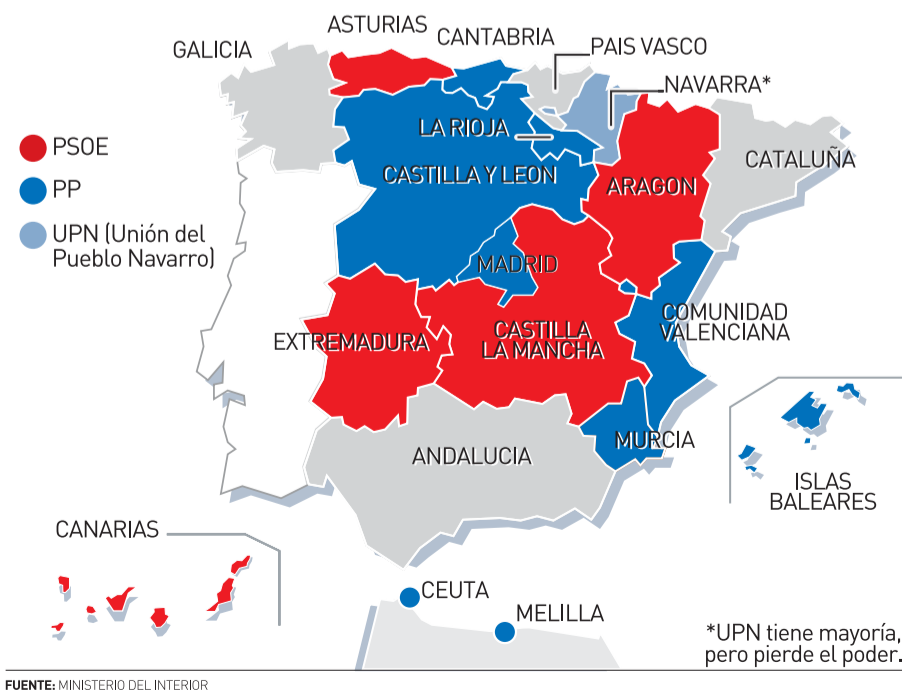 ASTURIAS
CANTABRIA
GALICIA
PAIS VASCO
NAVARRA*
LA RIOJA
PSOE
PP
UPN (Unión del
Pueblo Navarro)
CASTILLA Y LEON
ARAGON
CATALUÑA
MADRID
EXTREMADURA
CASTILLA
LA MANCHA
COMUNIDAD
VALENCIANA
ANDALUCIA
MURCIA
ISLAS
BALEARES
CANARIAS
CEUTA
MELILLA
*UPN tiene mayoría,
pero pierde el poder.
FUENTE: MINISTERIO DEL INTERIOR